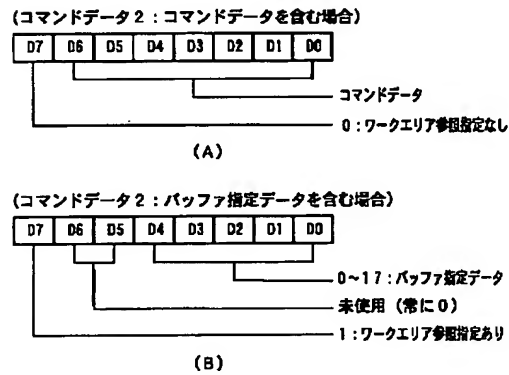 (コマンドデータ2:コマンドデータを含む場合)
D7 D6 D5 D4 D3 D2 D1 D0
コマンドデータ
0:ワークエリア参照指定なし
(A)
(コマンドデータ2:バッファ指定データを含む場合)
D7 D6 D5 D4 D3 D2 D1 D0
0~17:バッファ指定データ
未使用(常に0)
1:ワークエリア参照指定あり
(B)